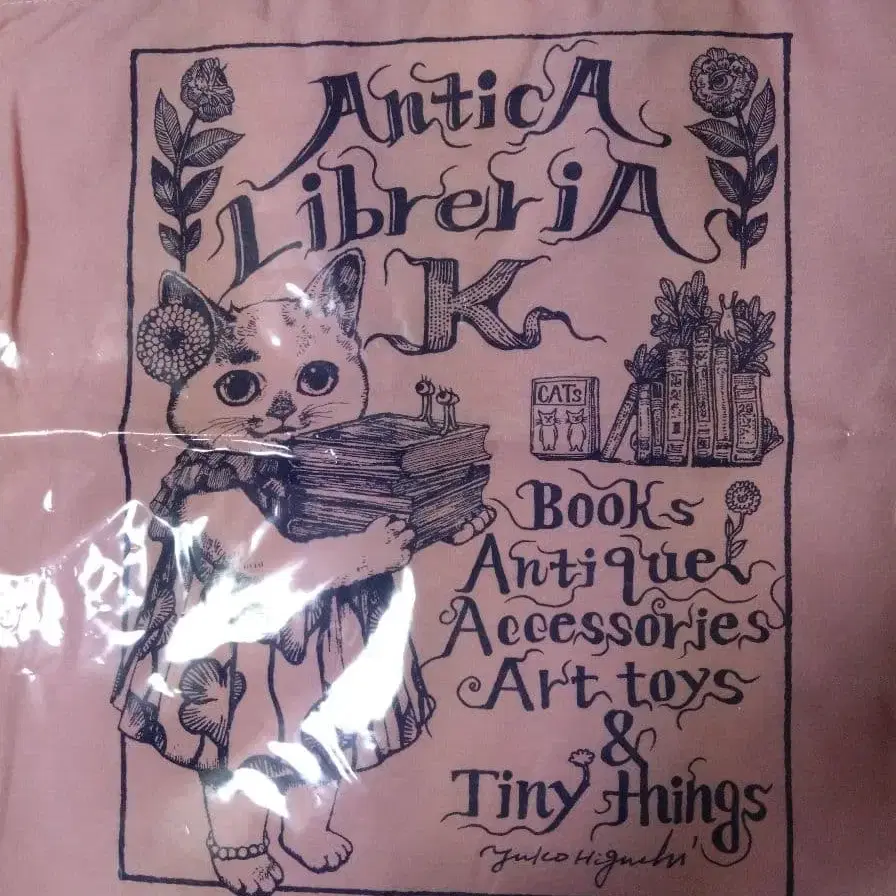 AnticA
LibreriA
K
CATs
Books
Antique
Accessories
Art toys
&
Tiny things
Yuko Higuchi